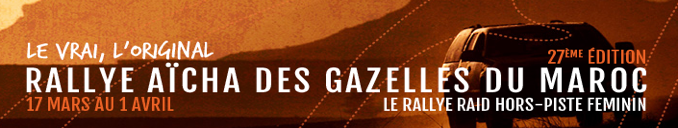 LE VRAI, L'ORIGINAL
27ÈME ÉDITION
RALLYE AÏCHA DES GAZELLES DU MAROC
17 MARS AU 1 AVRIL
LE RALLYE RAID HORS-PISTE FEMININ